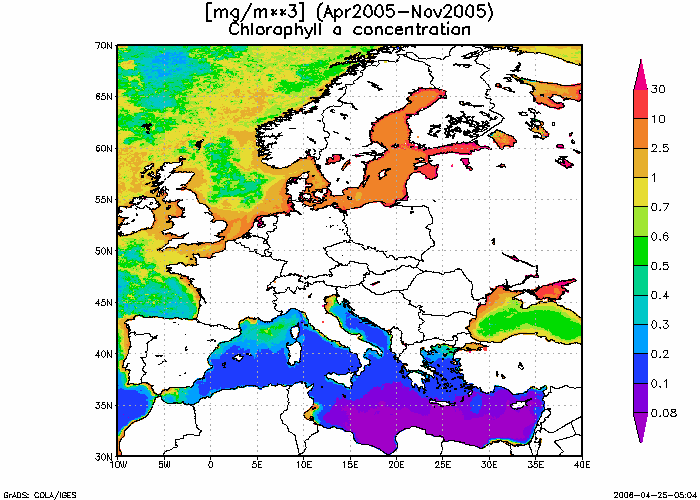 [mg/m**3] (Apr2005-Nov2005)
Chlorophyll a concentration
70N
65N
60N
55N
50N
45N
40N
35N
30N
10W 5W 0 5E 10E 15E 20E 25E 30E 35E 40E
30
10
2.5
1
0.7
0.6
0.5
0.4
0.3
0.2
0.1
0.08
GrADS: COLA/IGES
2006-04-25-05:04